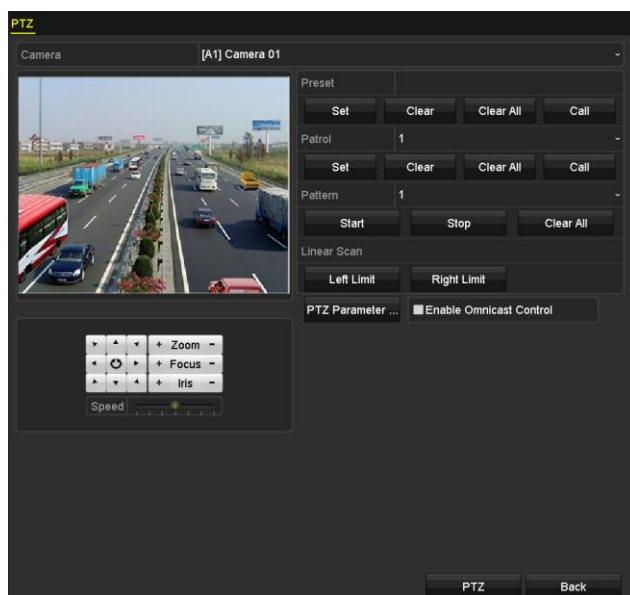 PTZ
Camera [A1] Camera 01
Preset
Set Clear Clear All Call
Patrol 1
Set Clear Clear All Call
Pattern 1
Start Stop Clear All
Linear Scan
Left Limit Right Limit
PTZ Parameter ... Enable Omnicast Control
+ Zoom -
+ Focus -
+ Iris -
Speed
PTZ Back